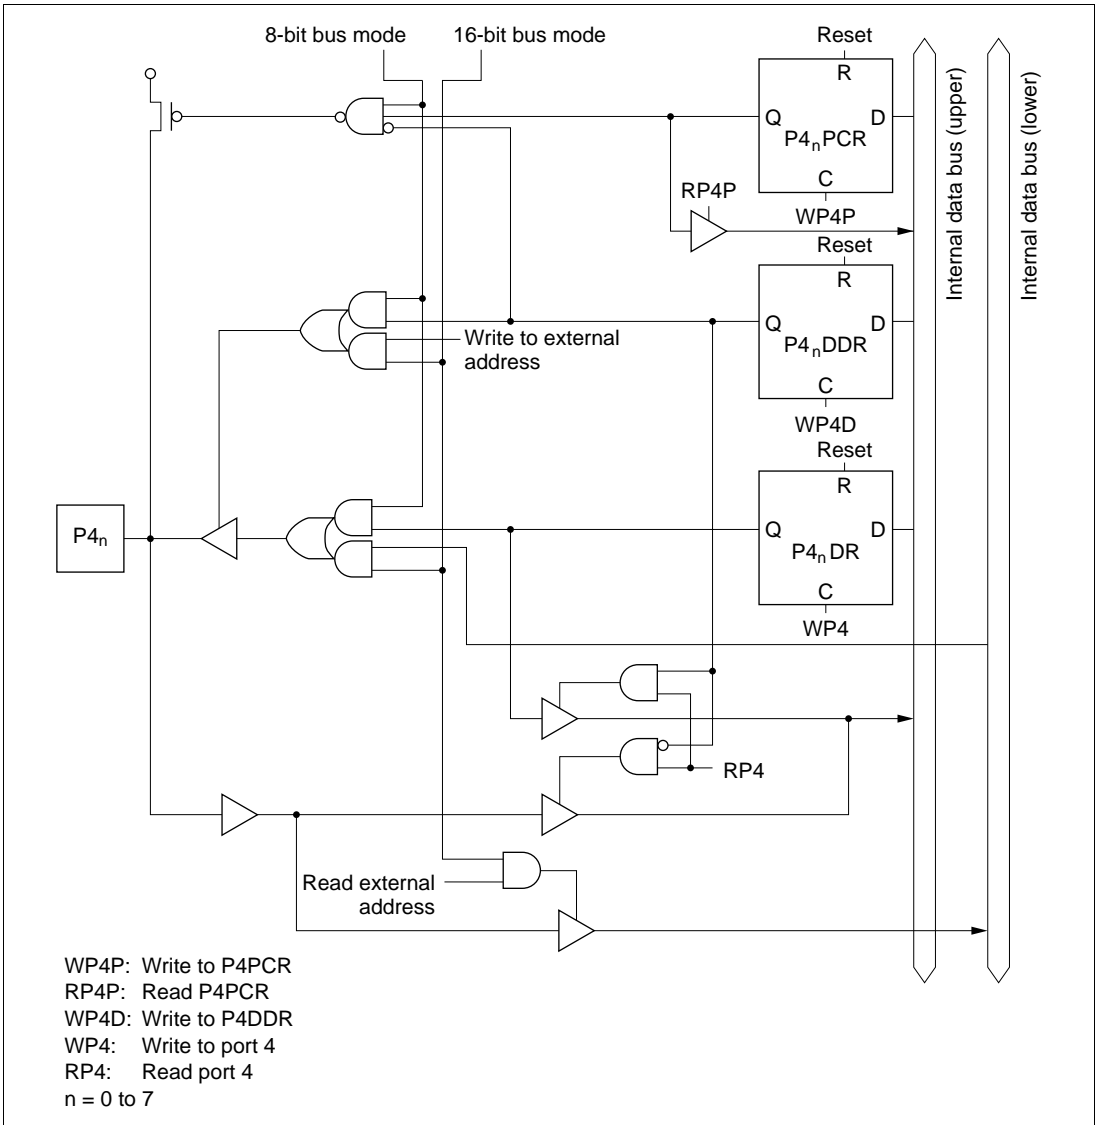 8-bit bus mode
16-bit bus mode
Reset
R
Q
D
P4nPCR
C
WP4P
RP4P
Reset
R
Q
D
P4nDDR
C
WP4D
Write to external
address
Reset
R
Q
D
P4nDR
C
WP4
P4n
RP4
Read external
address
Internal data bus (upper)
Internal data bus (lower)
WP4P: Write to P4PCR
RP4P: Read P4PCR
WP4D: Write to P4DDR
WP4: Write to port 4
RP4: Read port 4
n = 0 to 7